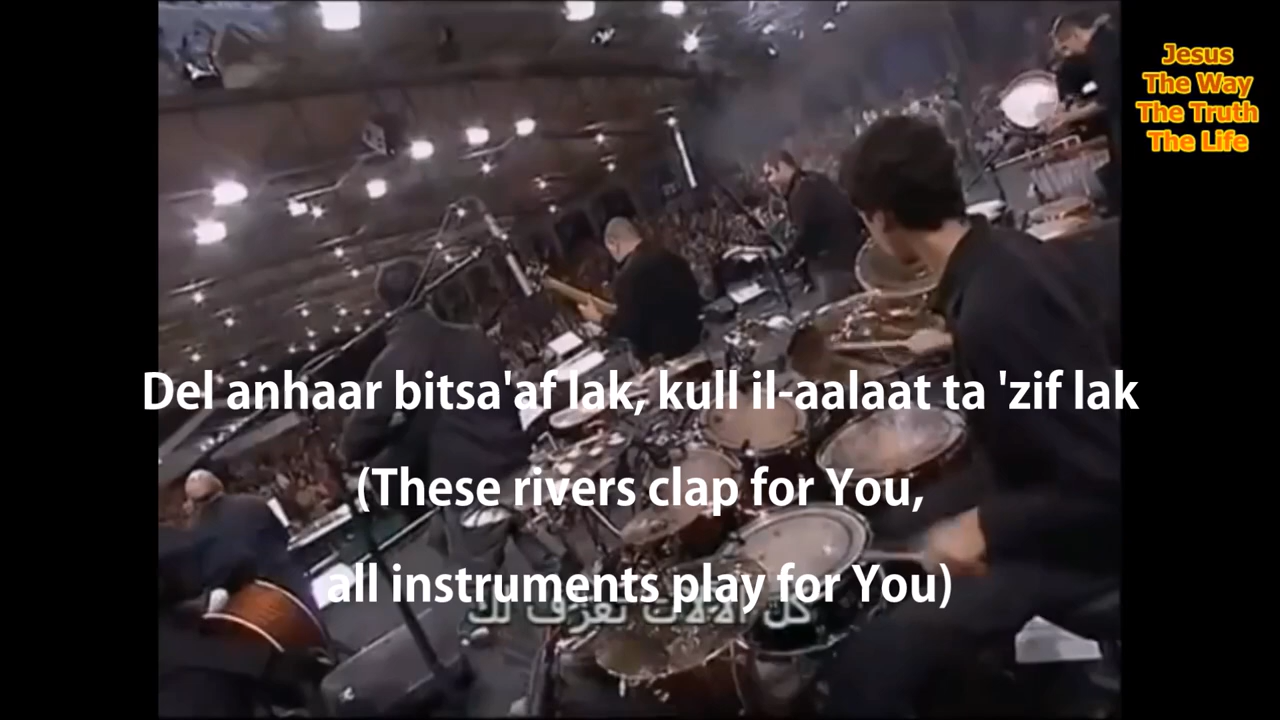 Jesus
The Way
The Truth
The Life
Del anhaar bitsa'af lak, kull il-aalaat ta 'zif lak
(These rivers clap for You,
all instruments play for You)
كل الآلات تعزف لك